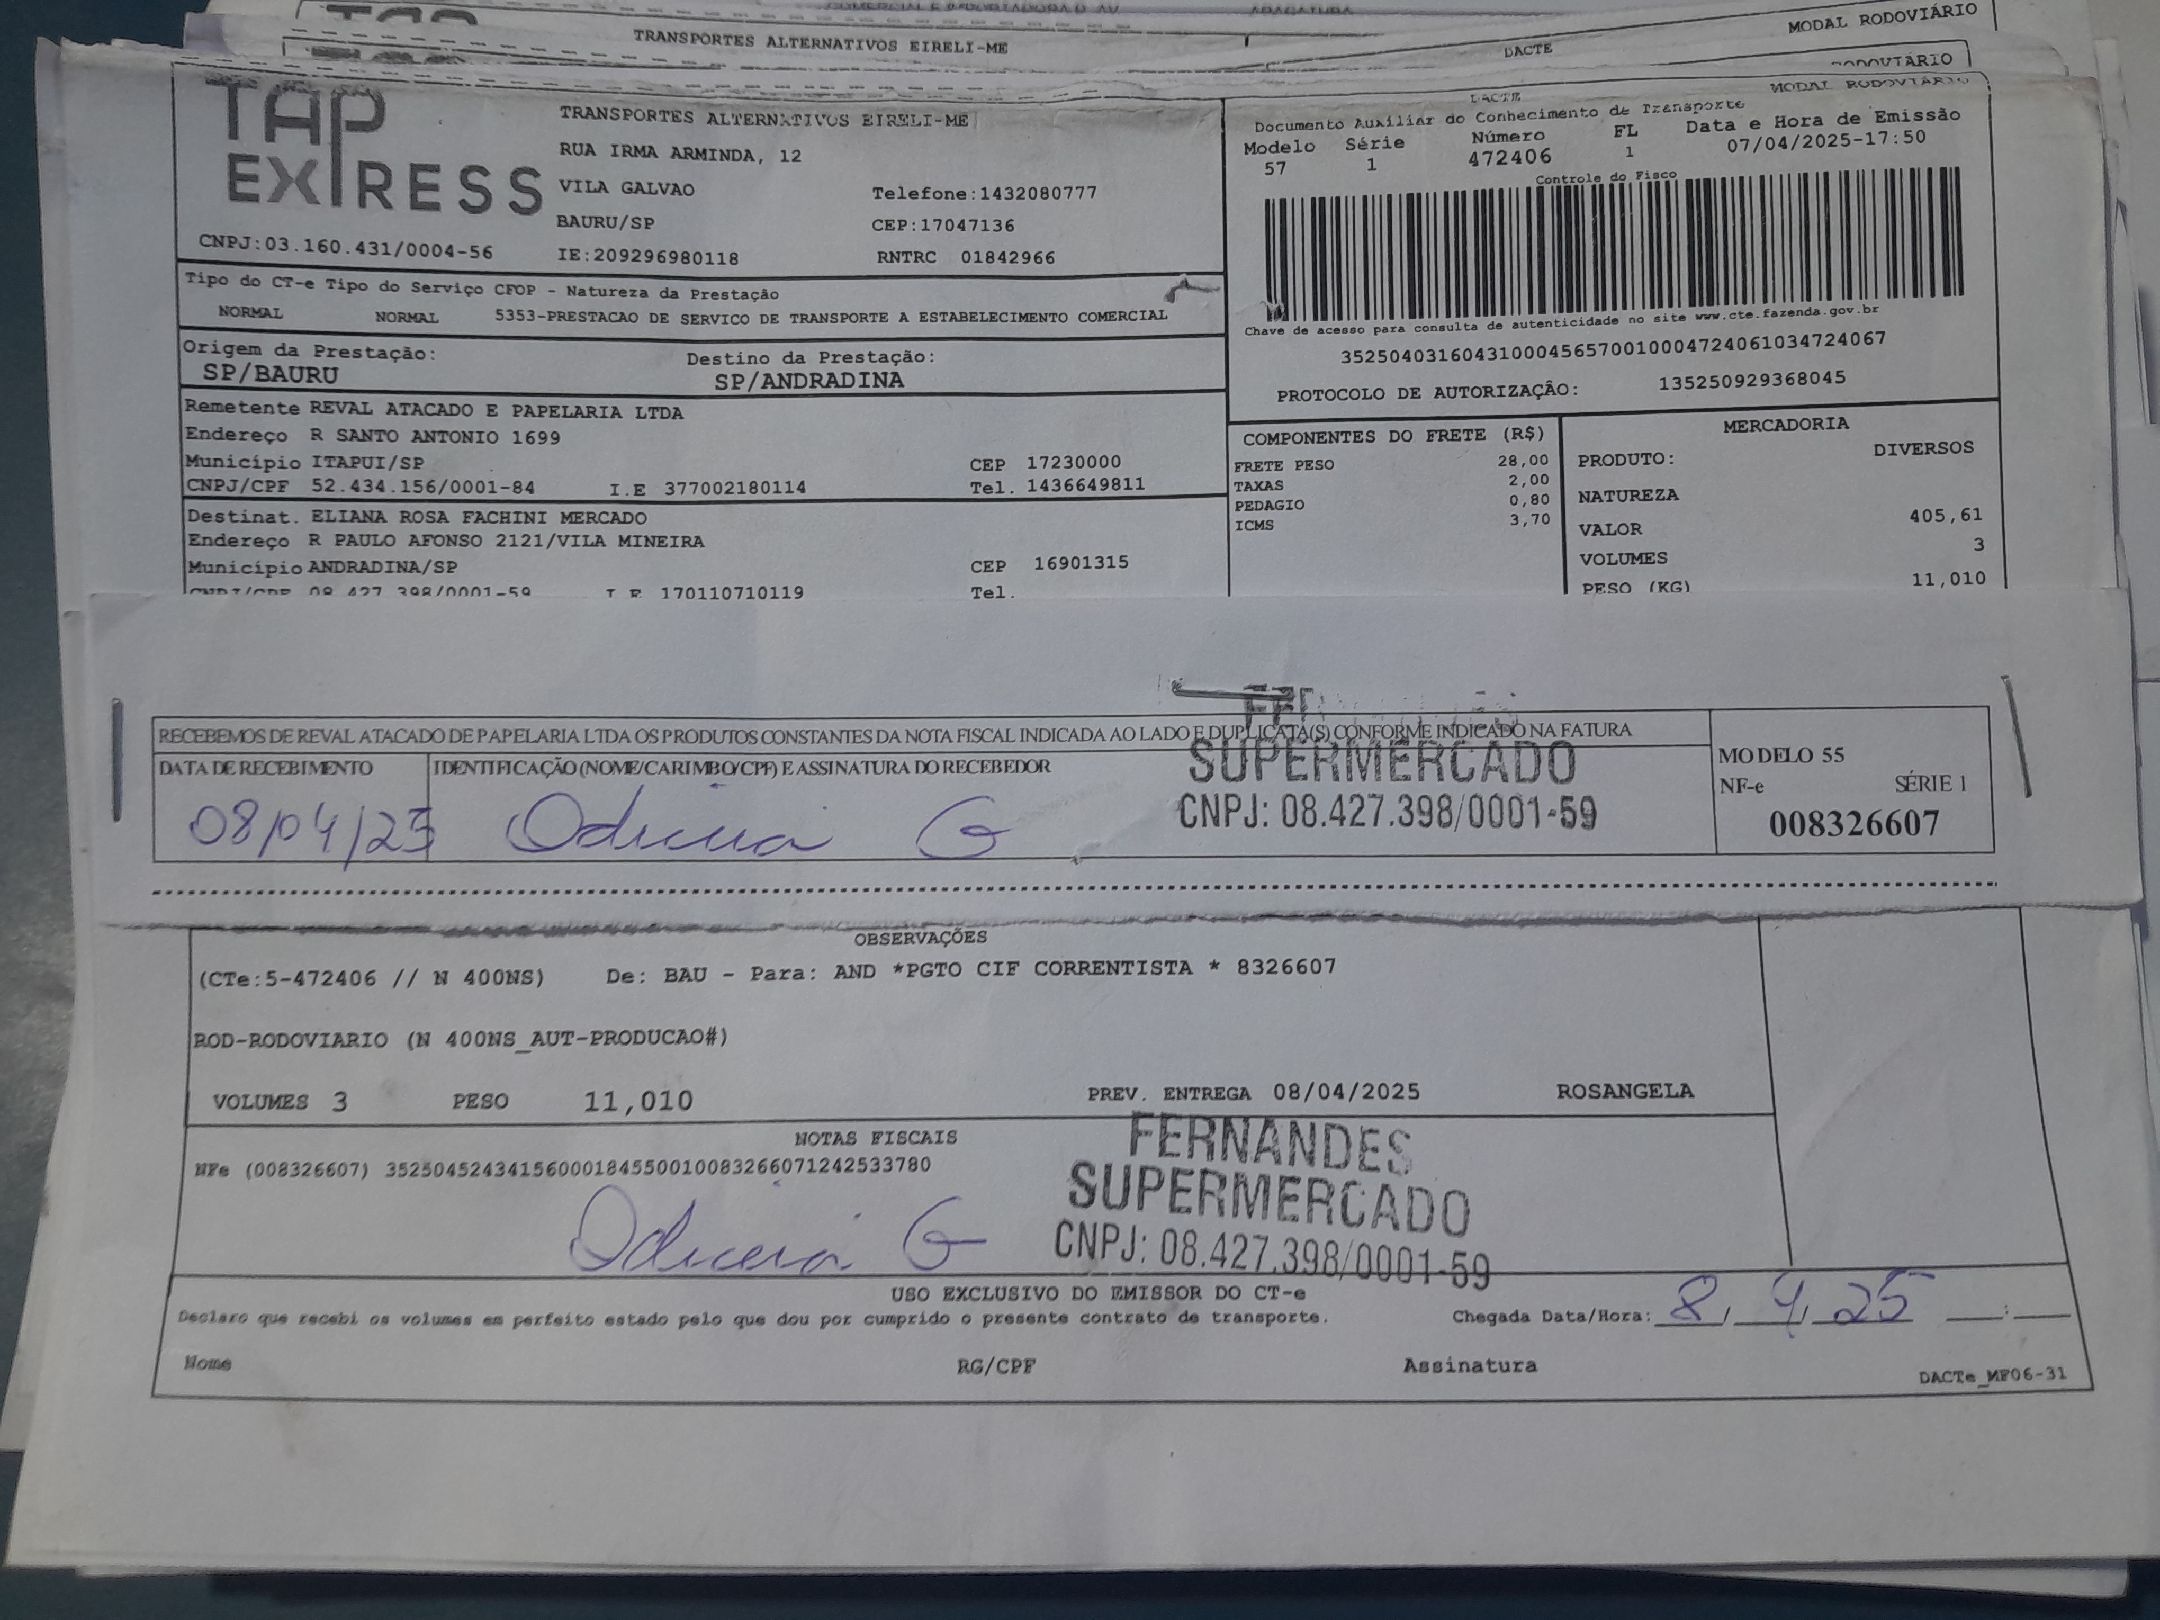 TRANSPORTES ALTERNATIVOS EIRELI-ME
DACTE
MODAL RODOVIÁRIO
TAP EXPRESS
TRANSPORTES ALTERNATIVOS EIRELI-ME
RUA IRMA ARMINDA, 12
VILA GALVAO Telefone:1432080777
BAURU/SP CEP:17047136
CNPJ:03.160.431/0004-56 IE:209296980118 RNTRC 01842966
DACTE
MODAL RODOVIÁRIO
Documento Auxiliar do Conhecimento de Transporte
Modelo Série Número FL Data e Hora de Emissão
57 1 472406 1 07/04/2025-17:50
Controle do Fisco
Chave de acesso para consulta de autenticidade no site www.cte.fazenda.gov.br
35250403160431000456570010004724061034724067
PROTOCOLO DE AUTORIZAÇÃO: 135250929368045
Tipo do CT-e Tipo do Serviço CFOP - Natureza da Prestação
NORMAL NORMAL 5353-PRESTACAO DE SERVICO DE TRANSPORTE A ESTABELECIMENTO COMERCIAL
Origem da Prestação: Destino da Prestação:
SP/BAURU SP/ANDRADINA
Remetente REVAL ATACADO E PAPELARIA LTDA
Endereço R SANTO ANTONIO 1699
Município ITAPUI/SP CEP 17230000
CNPJ/CPF 52.434.156/0001-84 I.E 377002180114 Tel. 1436649811
Destinat. ELIANA ROSA FACHINI MERCADO
Endereço R PAULO AFONSO 2121/VILA MINEIRA
Município ANDRADINA/SP CEP 16901315
CNPJ/CPF 08.427.398/0001-59 I.E 170110710119 Tel.
COMPONENTES DO FRETE (R$)
FRETE PESO 28,00
TAXAS 2,00
PEDAGIO 0,80
ICMS 3,70
MERCADORIA
PRODUTO: DIVERSOS
NATUREZA
VALOR 405,61
VOLUMES 3
PESO (KG) 11,010
RECEBEMOS DE REVAL ATACADO DE PAPELARIA LTDA OS PRODUTOS CONSTANTES DA NOTA FISCAL INDICADA AO LADO E DUPLICATA(S) CONFORME INDICADO NA FATURA
DATA DE RECEBIMENTO IDENTIFICAÇÃO (NOME/CARIMBO/CPF) E ASSINATURA DO RECEBEDOR
08/04/25
SUPERMERCADO
CNPJ: 08.427.398/0001-59
MODELO 55
NF-e SÉRIE 1
008326607
OBSERVAÇÕES
(CTe:5-472406 // N 400NS) De: BAU - Para: AND *PGTO CIF CORRENTISTA * 8326607
ROD-RODOVIARIO (N 400NS_AUT-PRODUCAO#)
VOLUMES 3 PESO 11,010 PREV. ENTREGA 08/04/2025 ROSANGELA
NOTAS FISCAIS
NFe (008326607) 35250452434156000184550010083266071242533780
FERNANDES
SUPERMERCADO
CNPJ: 08.427.398/0001-59
USO EXCLUSIVO DO EMISSOR DO CT-e
Declaro que recebi os volumes em perfeito estado pelo que dou por cumprido o presente contrato de transporte. Chegada Data/Hora: 8/4/25
Nome RG/CPF Assinatura
DACTe_MF06-31